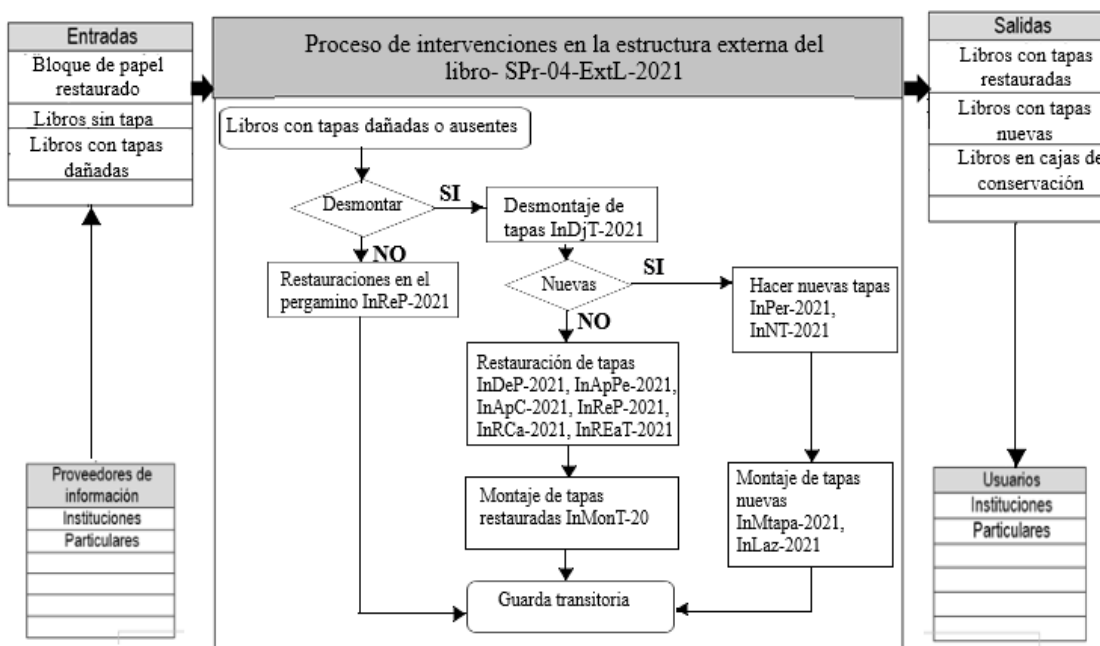 Entradas
Bloque de papel
restaurado
Libros sin tapa
Libros con tapas
dañadas
Proveedores de
información
Instituciones
Particulares
Proceso de intervenciones en la estructura externa del
libro- SPr-04-ExtL-2021
Libros con tapas dañadas o ausentes
Desmontar
SI
Desmontaje de
tapas InDjT-2021
NO
Restauraciones en el
pergamino InReP-2021
Nuevas
SI
Hacer nuevas tapas
InPer-2021,
InNT-2021
NO
Restauración de tapas
InDeP-2021, InApPe-2021,
InApC-2021, InReP-2021,
InRCa-2021, InREaT-2021
Montaje de tapas
restauradas InMonT-20
Montaje de tapas
nuevas
InMtapa-2021,
InLaz-2021
Guarda transitoria
Salidas
Libros con tapas
restauradas
Libros con tapas
nuevas
Libros en cajas de
conservación
Usuarios
Instituciones
Particulares